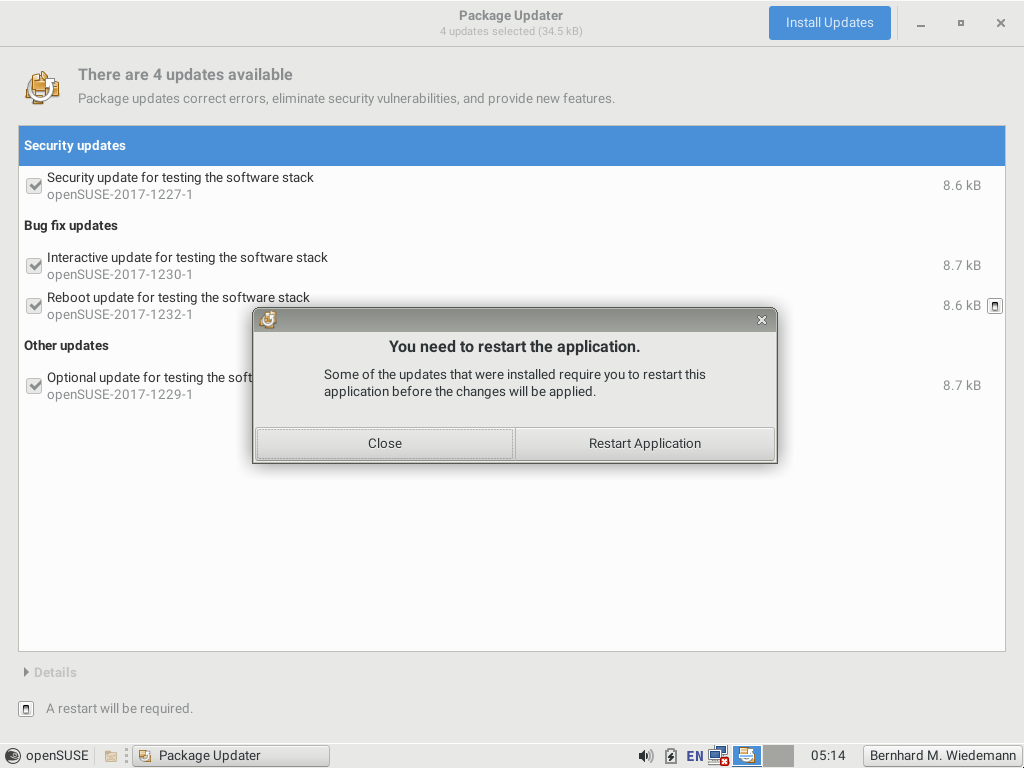 Package Updater
4 updates selected (34.5 kB)
Install Updates
There are 4 updates available
Package updates correct errors, eliminate security vulnerabilities, and provide new features.
Security updates
Security update for testing the software stack
openSUSE-2017-1227-1
8.6 kB
Bug fix updates
Interactive update for testing the software stack
openSUSE-2017-1230-1
8.7 kB
Reboot update for testing the software stack
openSUSE-2017-1232-1
8.6 kB
Other updates
Optional update for testing the soft
openSUSE-2017-1229-1
8.7 kB
You need to restart the application.
Some of the updates that were installed require you to restart this
application before the changes will be applied.
Close
Restart Application
Details
A restart will be required.
openSUSE
Package Updater
EN
05:14
Bernhard M. Wiedemann